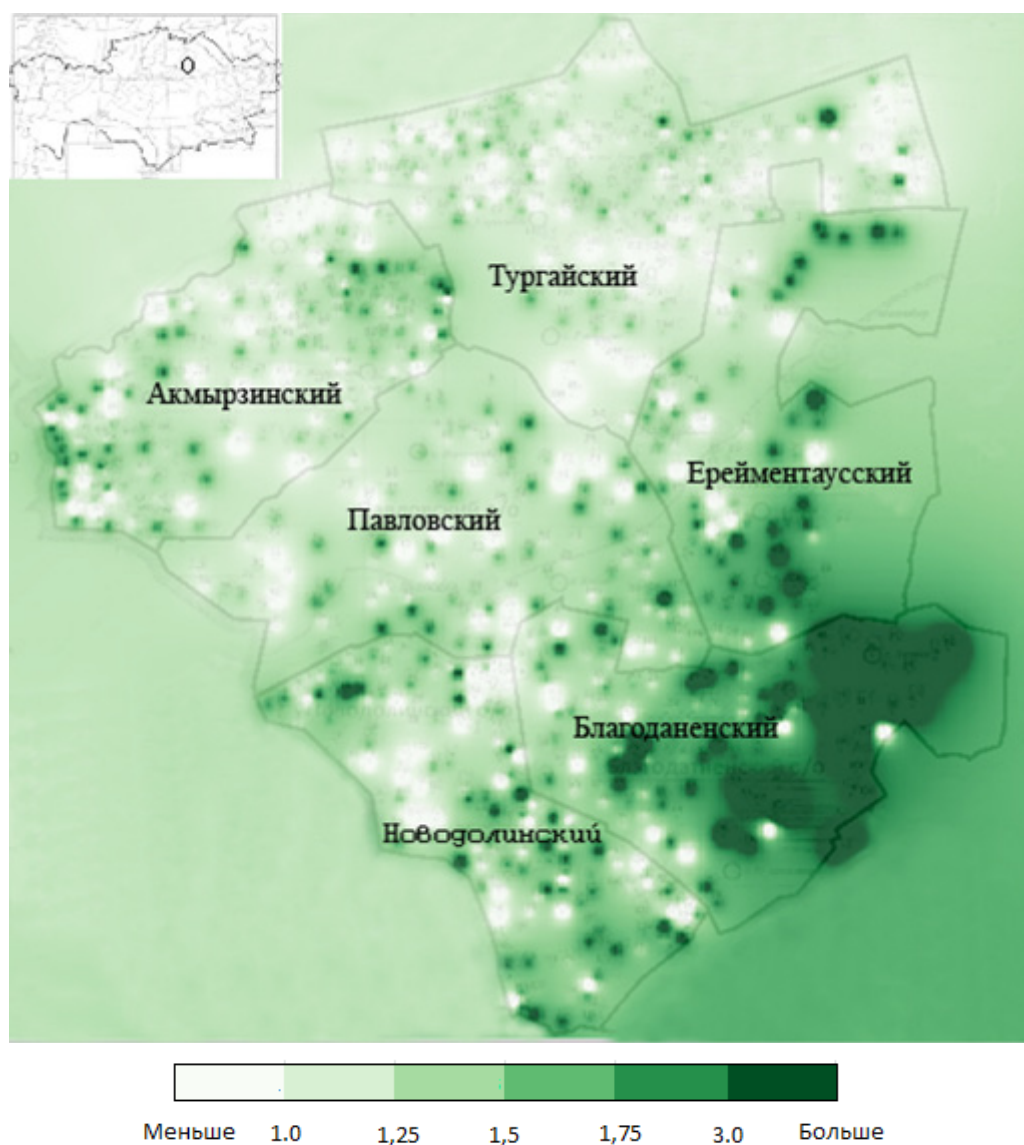 Тургайский
Акмырзинский
Ерейментаусский
Павловский
Благоданенский
Новодолинский
Меньше 1.0 1,25 1,5 1,75 3.0 Больше